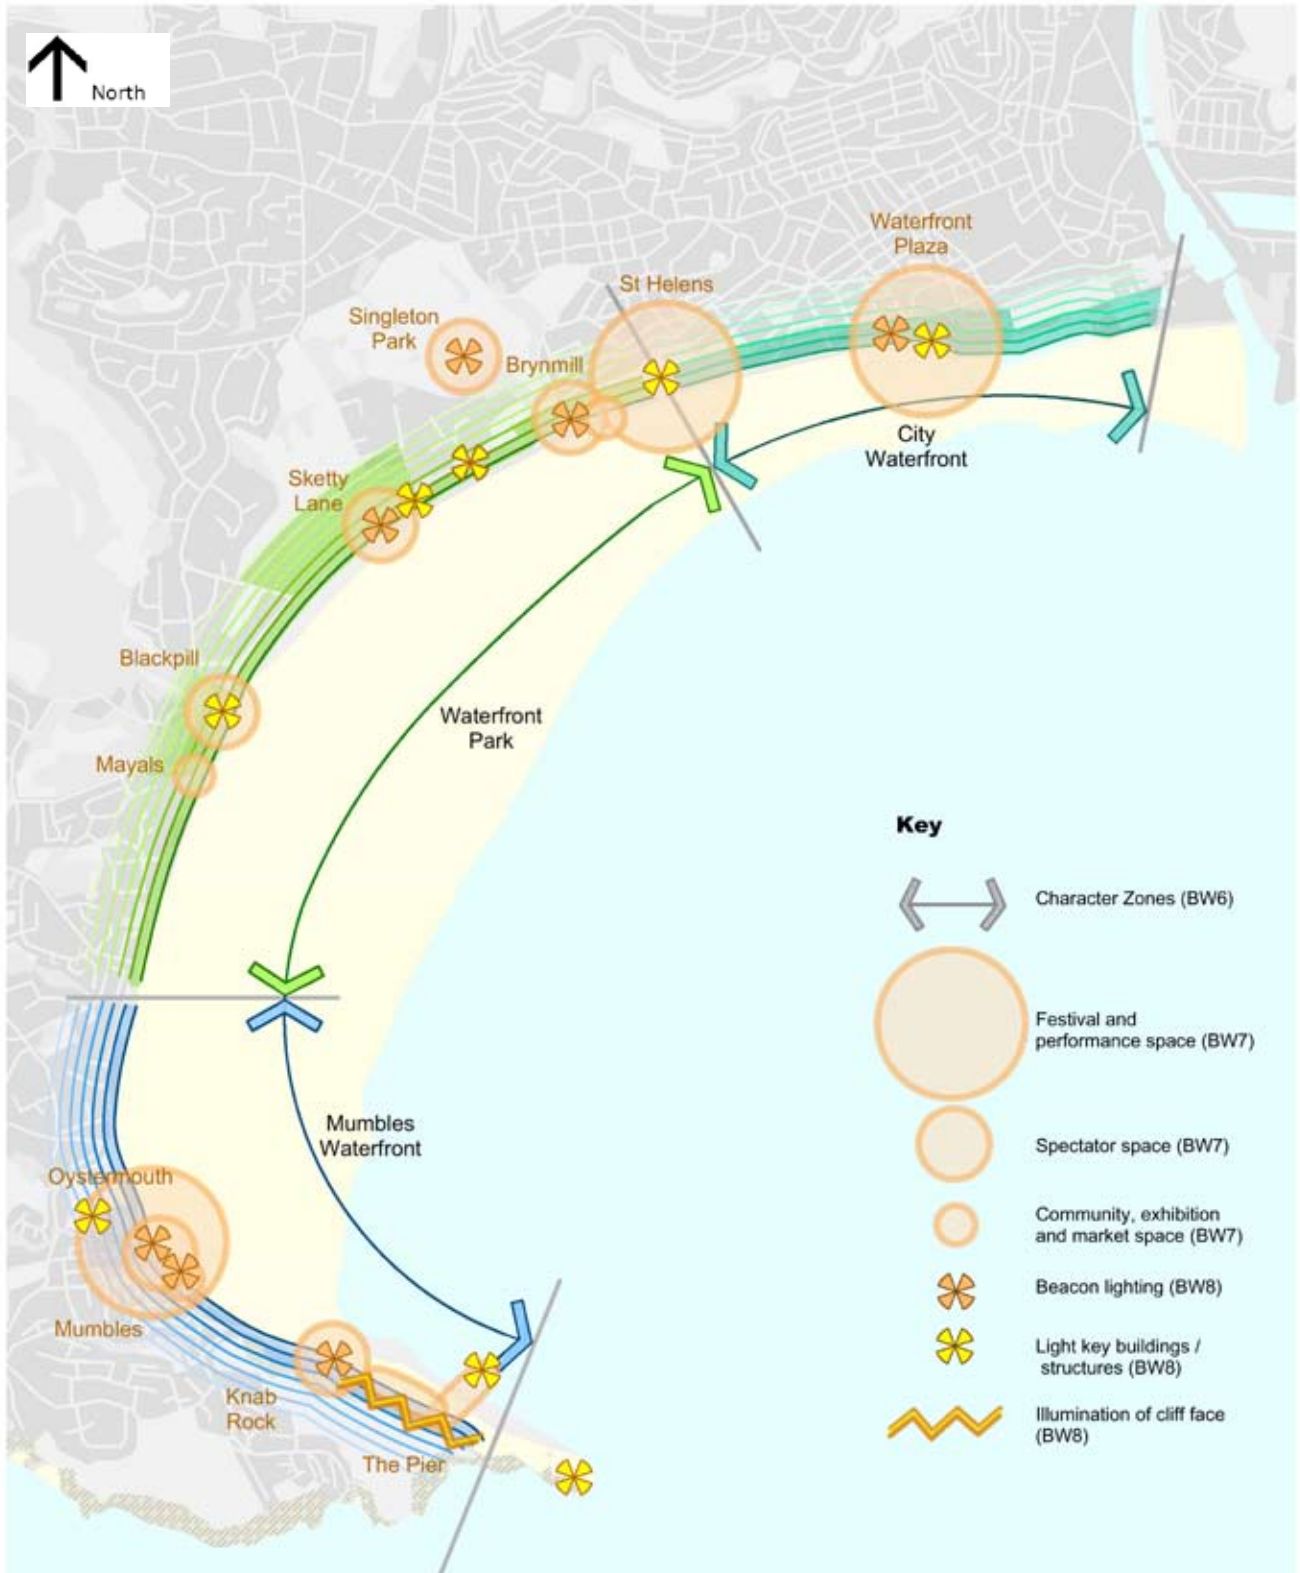 North
Waterfront
Plaza
St Helens
Singleton
Park
Brynmill
City
Waterfront
Sketty
Lane
Blackpill
Waterfront
Park
Mayals
Key
Character Zones (BW6)
Festival and
performance space (BW7)
Mumbles
Waterfront
Spectator space (BW7)
Oystermouth
Community, exhibition
and market space (BW7)
Beacon lighting (BW8)
Mumbles
Light key buildings /
structures (BW8)
Knab
Rock
Illumination of cliff face
(BW8)
The Pier